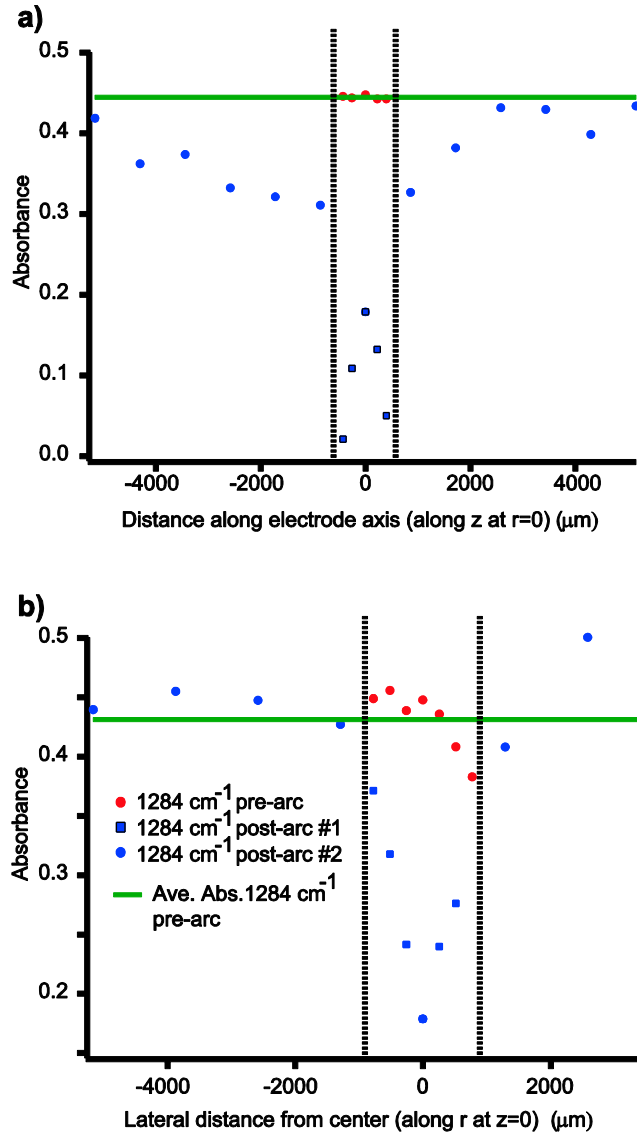 a)
0.5
0.4
0.3
0.2
0.1
0.0
Absorbance
-4000 -2000 0 2000 4000
Distance along electrode axis (along z at r=0) (μm)
b)
0.5
0.4
0.3
0.2
Absorbance
1284 cm⁻¹ pre-arc
1284 cm⁻¹ post-arc #1
1284 cm⁻¹ post-arc #2
Ave. Abs.1284 cm⁻¹
pre-arc
-4000 -2000 0 2000
Lateral distance from center (along r at z=0) (μm)